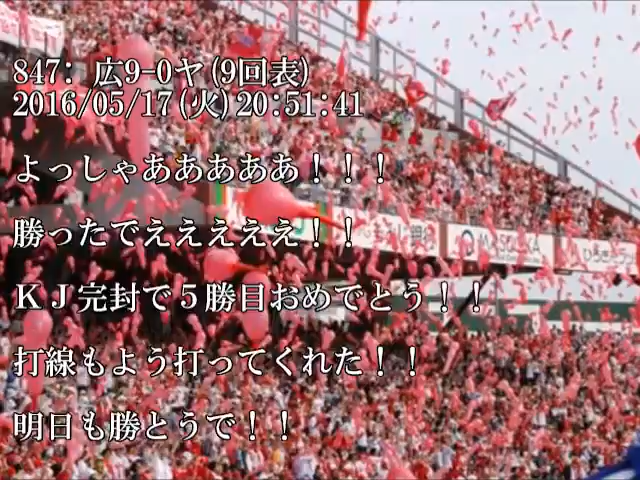 847: 広9-0ヤ(9回表)
2016/05/17(火)20:51:41
よっしゃああああああ！！！
勝ったでえええええ！！
ＫＪ完封で５勝目おめでとう！！
打線もよう打ってくれた！！
明日も勝とうで！！